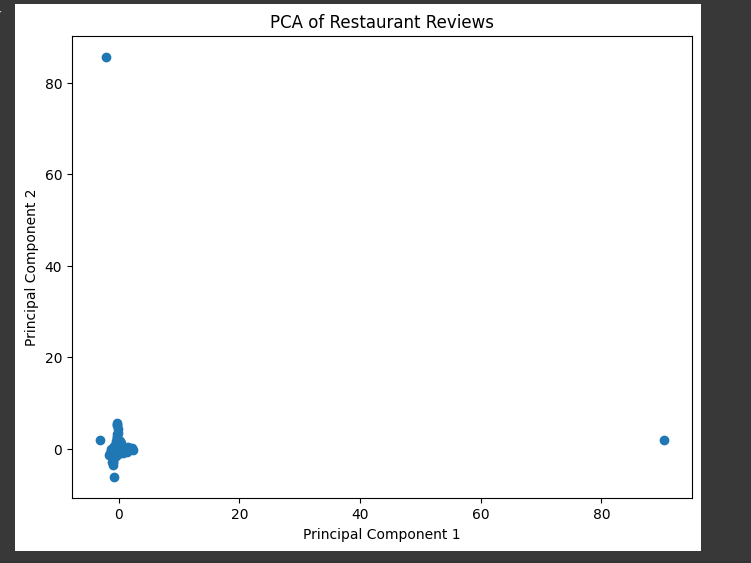 PCA of Restaurant Reviews
Principal Component 2
80
60
40
20
0
0 20 40 60 80
Principal Component 1